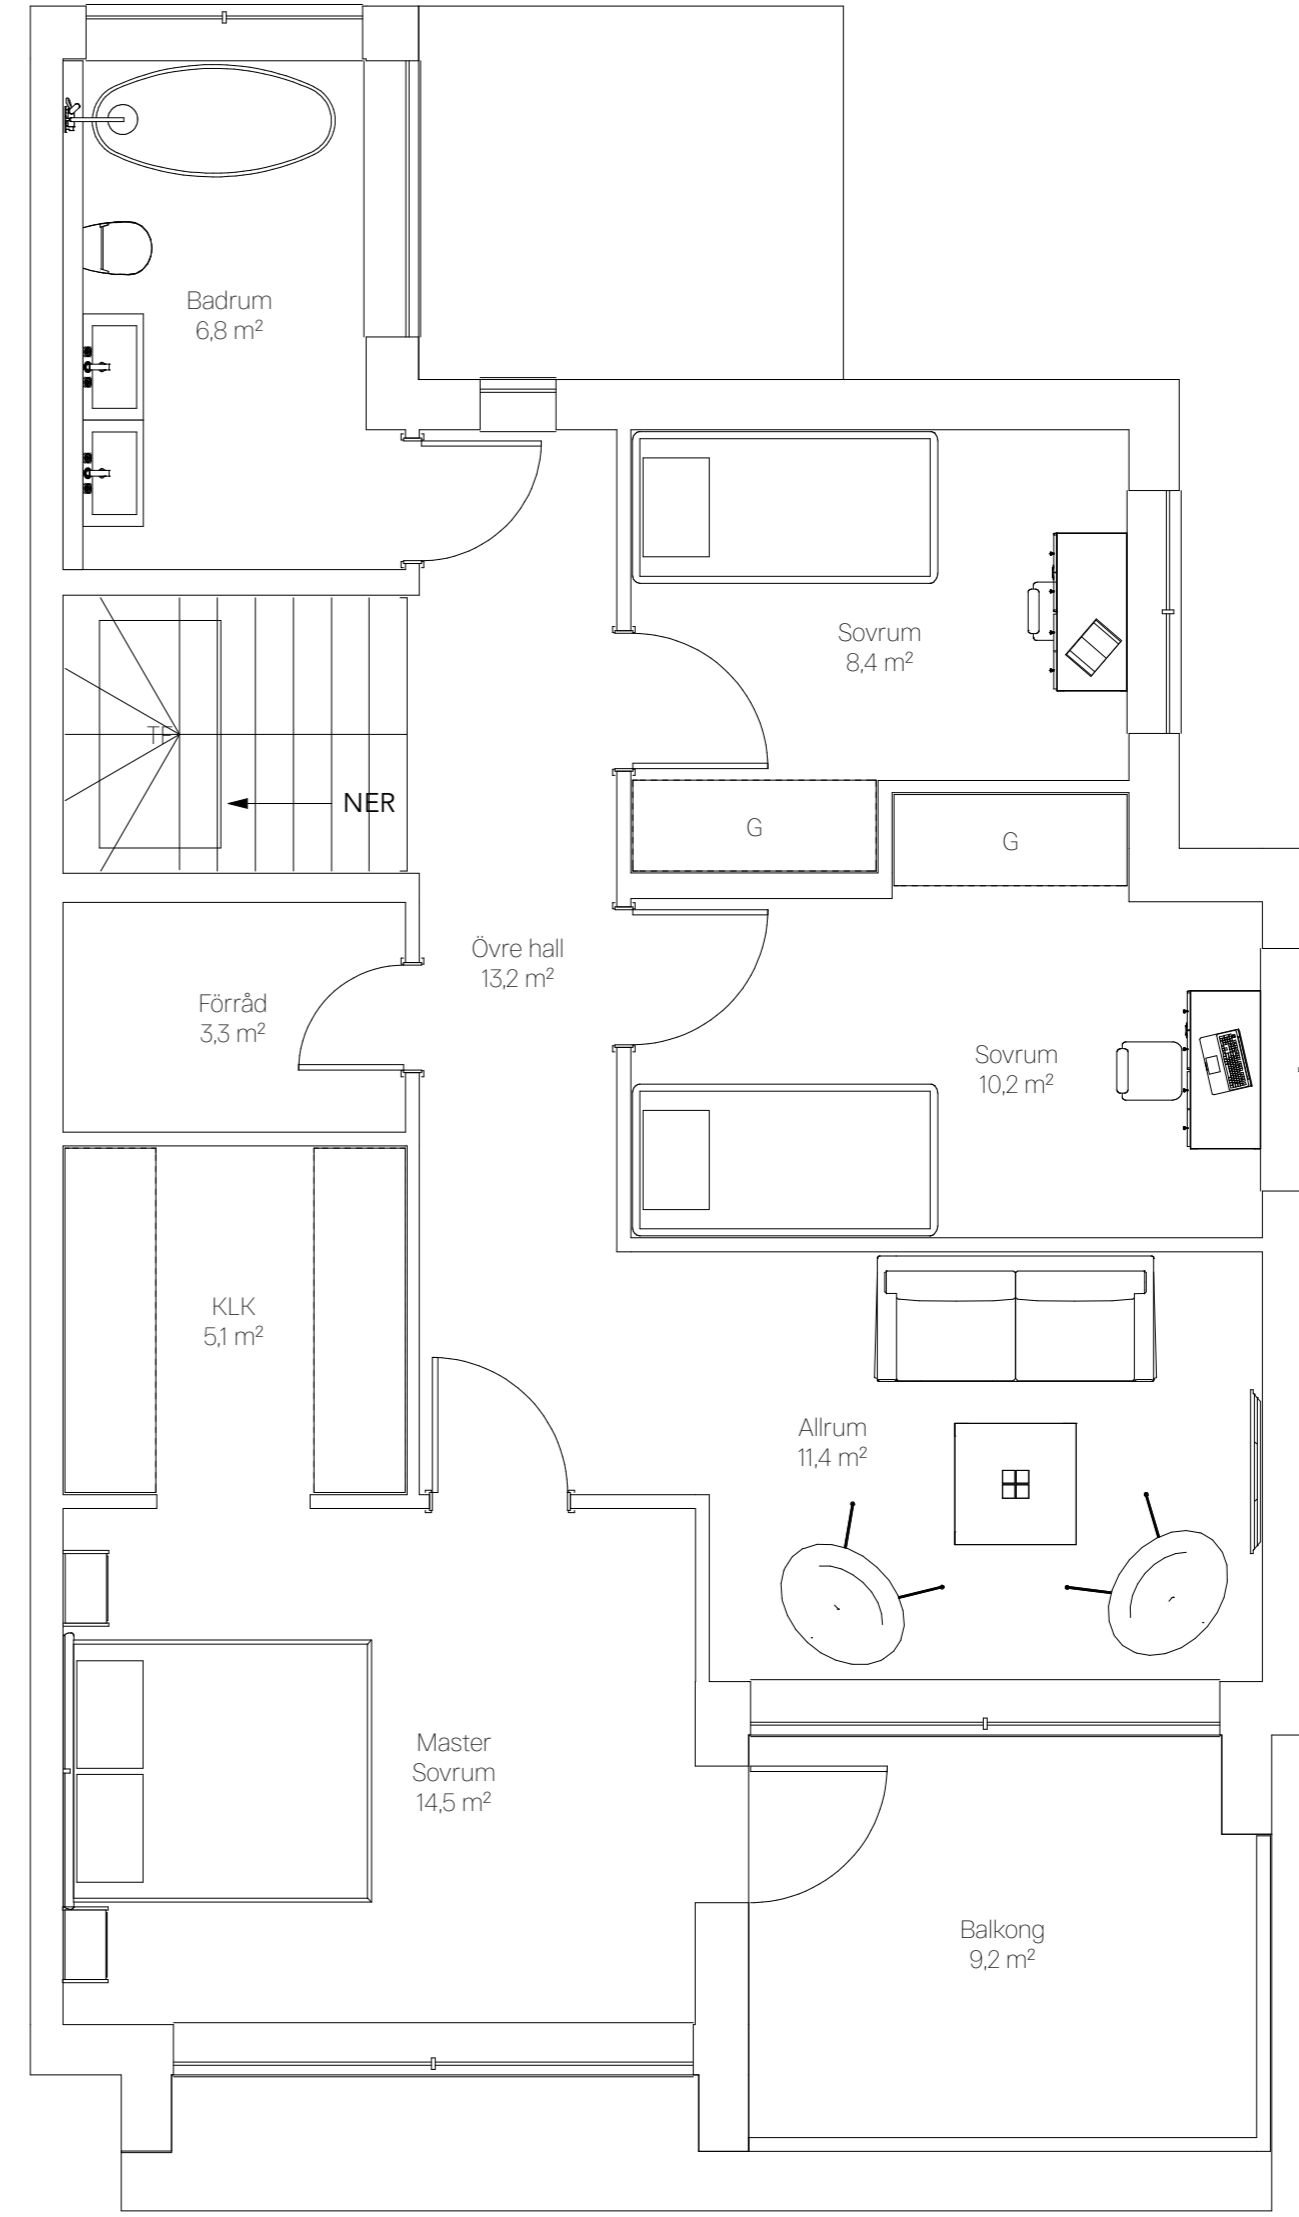 Badrum
6,8 m²
Sovrum
8,4 m²
TF
NER
G
G
Övre hall
13,2 m²
Förråd
3,3 m²
Sovrum
10,2 m²
KLK
5,1 m²
Allrum
11,4 m²
Master
Sovrum
14,5 m²
Balkong
9,2 m²